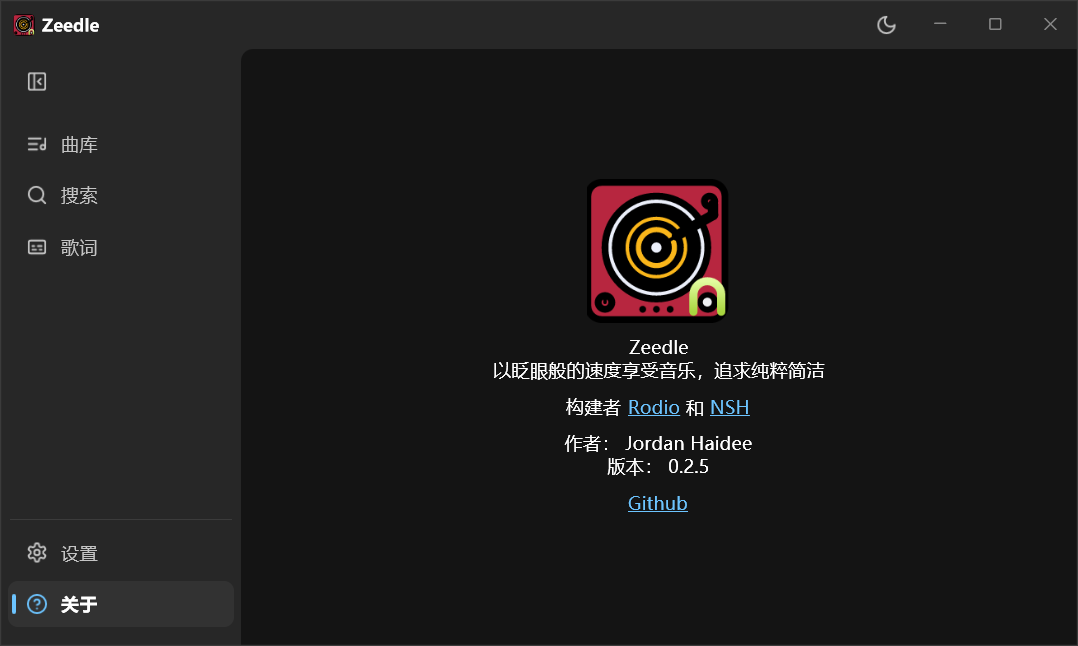 Zeedle
曲库
搜索
歌词
设置
关于
Zeedle
以眨眼般的速度享受音乐，追求纯粹简洁
构建者 Rodio 和 NSH
作者： Jordan Haidee
版本： 0.2.5
Github